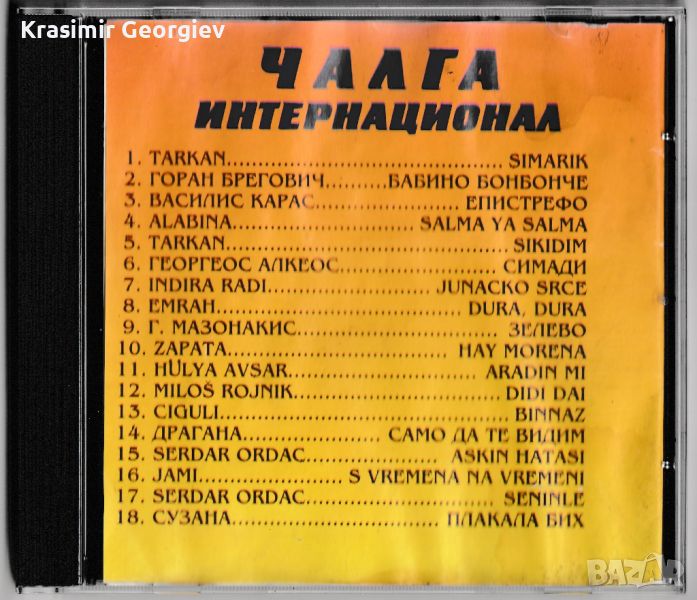 Krasimir Georgiev
ЧАЛГА
ИНТЕРНАЦИОНАЛ
1. TARKAN SIMARIK
2. ГОРАН БРЕГОВИЧ БАБИНО БОНБОНЧЕ
3. ВАСИЛИС КАРАС ЕПИСТРЕФО
4. ALABINA SALMA YA SALMA
5. TARKAN SIKIDIM
6. ГЕОРГЕОС АЛКЕОС СИМАДИ
7. INDIRA RADI JUNACKO SRCE
8. EMRAH DURA, DURA
9. Г. МАЗОНАКИС ЗЕЛЕВО
10. ZAPATA HAY MORENA
11. HÜLYA AVSAR ARADIN MI
12. MILOŠ ROJNIK DIDI DAI
13. CIGULI BINNAZ
14. ДРАГАНА САМО ДА ТЕ ВИДИМ
15. SERDAR ORDAC ASKIN HATASI
16. JAMI S VREMENA NA VREMENI
17. SERDAR ORDAC SENINLE
18. СУЗАНА ПЛАКАЛА БИХ
BAZAR